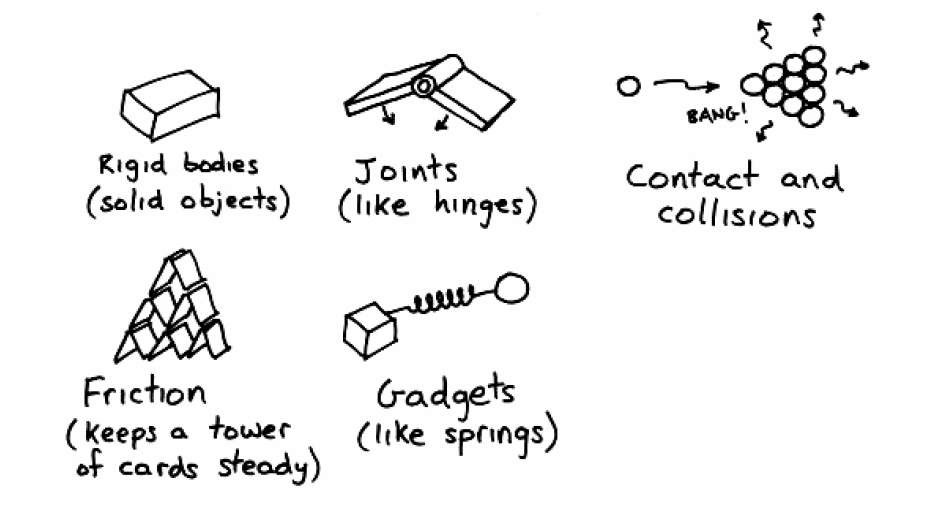 Rigid bodies
(solid objects)
Joints
(like hinges)
BANG!
Contact and
collisions
Friction
(keeps a tower
of cards steady)
Gadgets
(like springs)